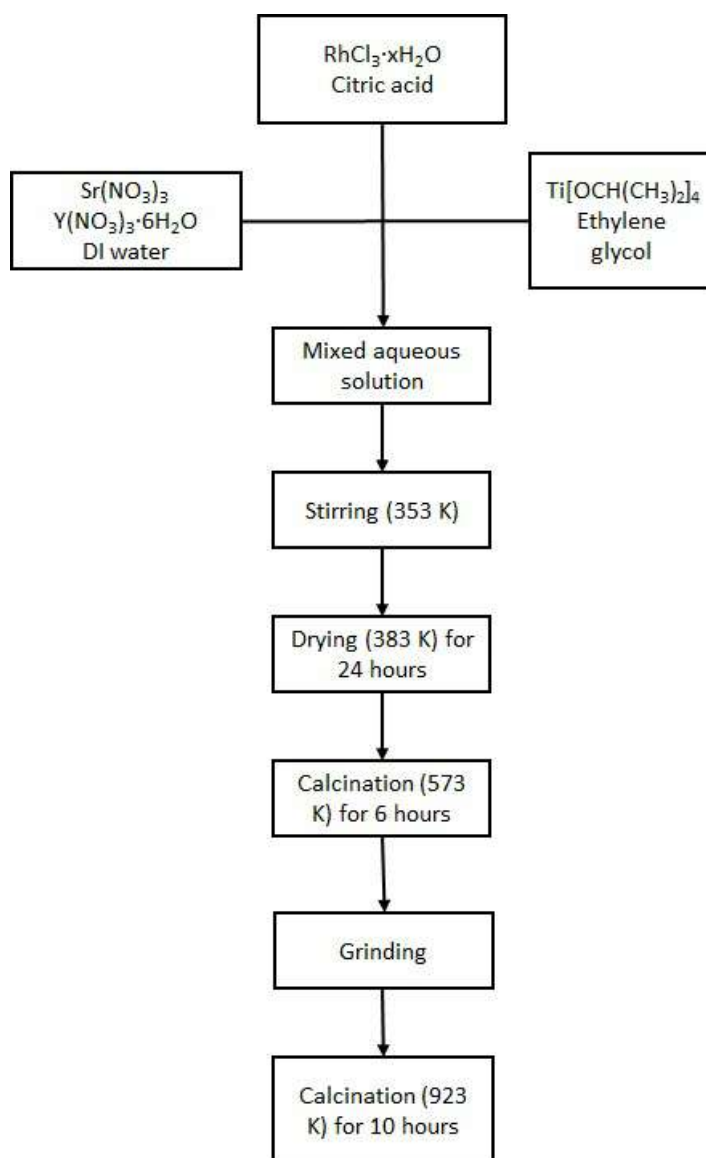 RhCl₃·xH₂O
Citric acid
Sr(NO₃)₃
Y(NO₃)₃·6H₂O
DI water
Ti[OCH(CH₃)₂]₄
Ethylene
glycol
Mixed aqueous
solution
Stirring (353 K)
Drying (383 K) for
24 hours
Calcination (573
K) for 6 hours
Grinding
Calcination (923
K) for 10 hours